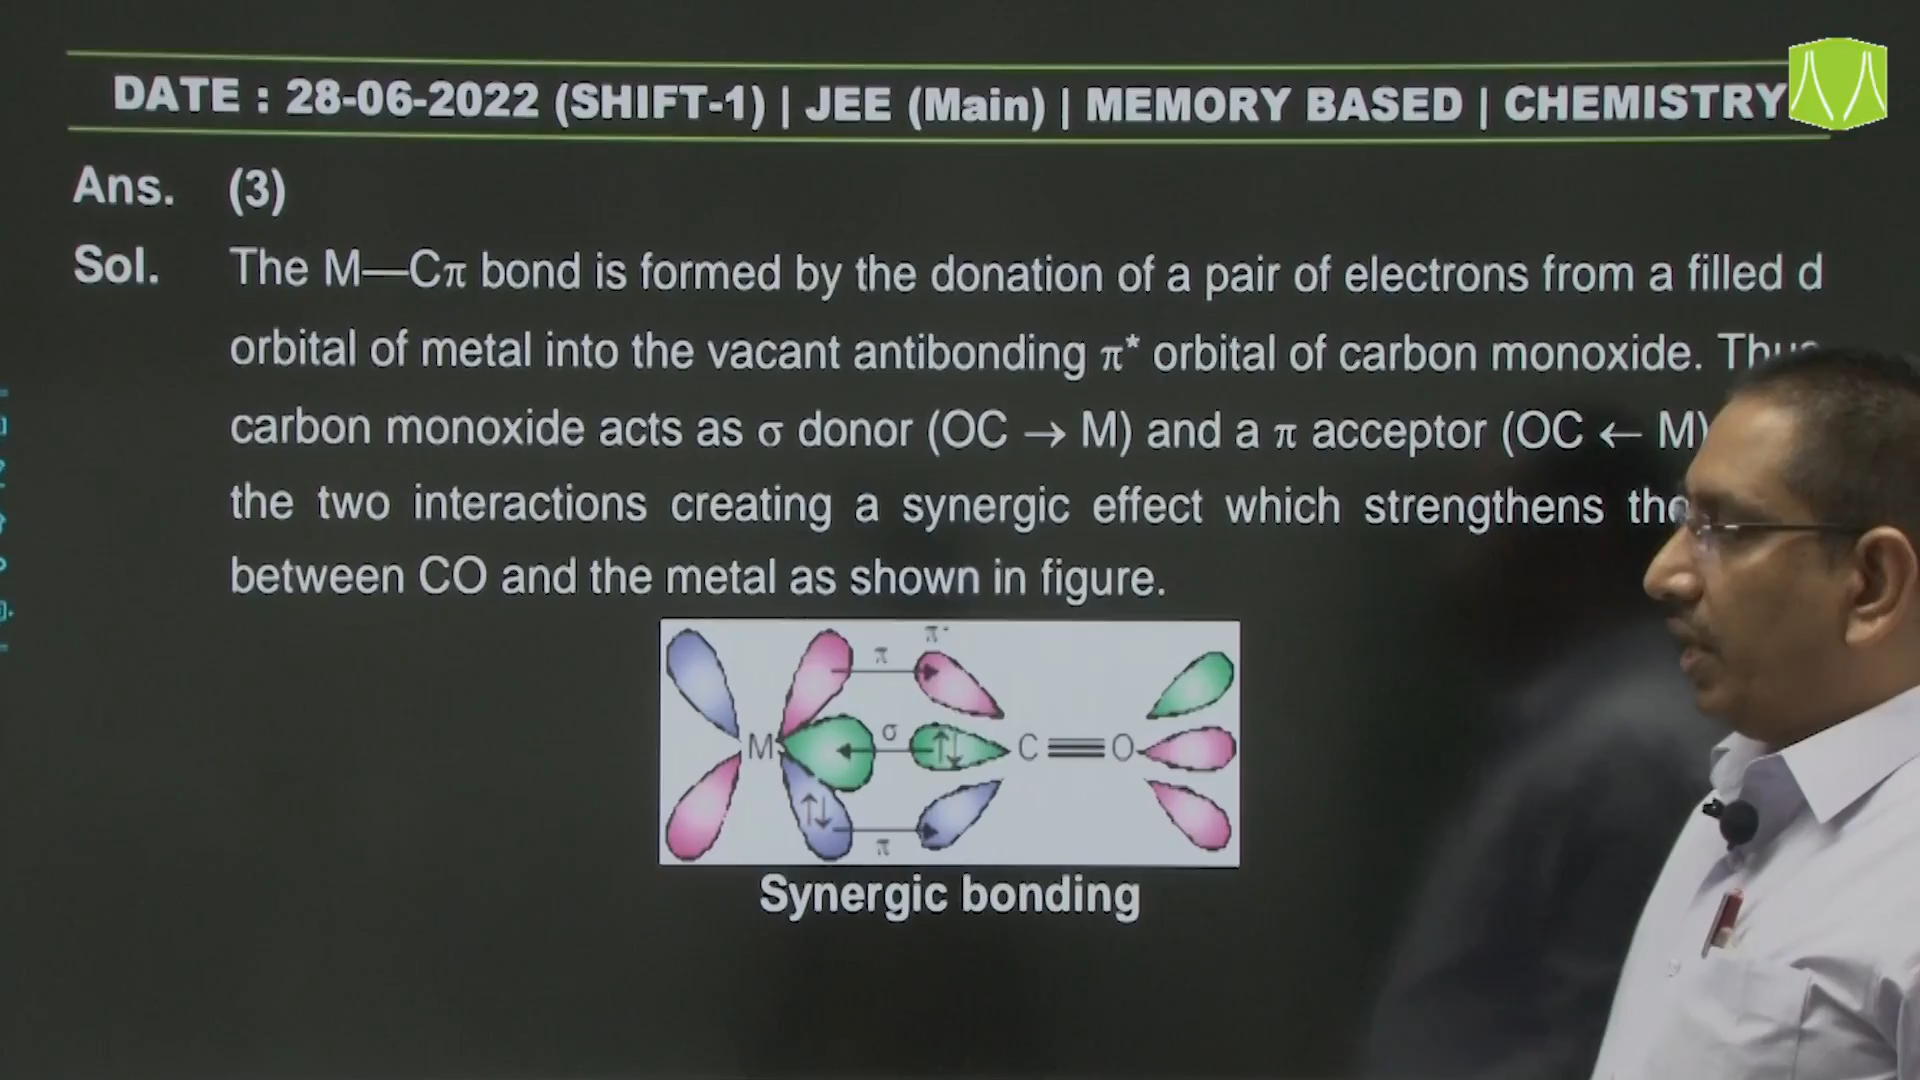 DATE : 28-06-2022 (SHIFT-1) | JEE (Main) | MEMORY BASED | CHEMISTRY
Ans. (3)
Sol. The M—Cπ bond is formed by the donation of a pair of electrons from a filled d
orbital of metal into the vacant antibonding π* orbital of carbon monoxide.
carbon monoxide acts as σ donor (OC → M) and a π acceptor (OC ← M)
the two interactions creating a synergic effect which strengthens
between CO and the metal as shown in figure.
π π*
M σ C≡O
π
Synergic bonding